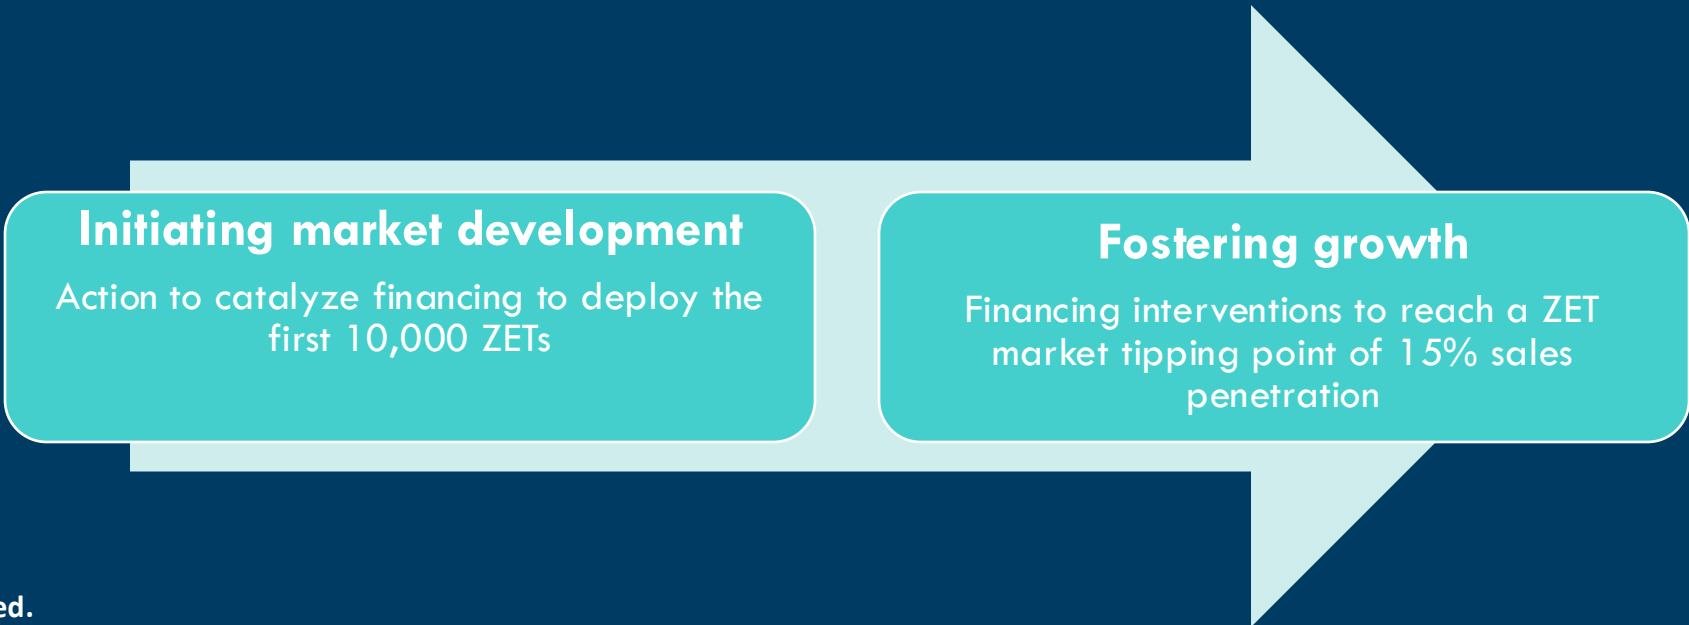 Initiating market development
Action to catalyze financing to deploy the
first 10,000 ZETs
Fostering growth
Financing interventions to reach a ZET
market tipping point of 15% sales
penetration
ed.